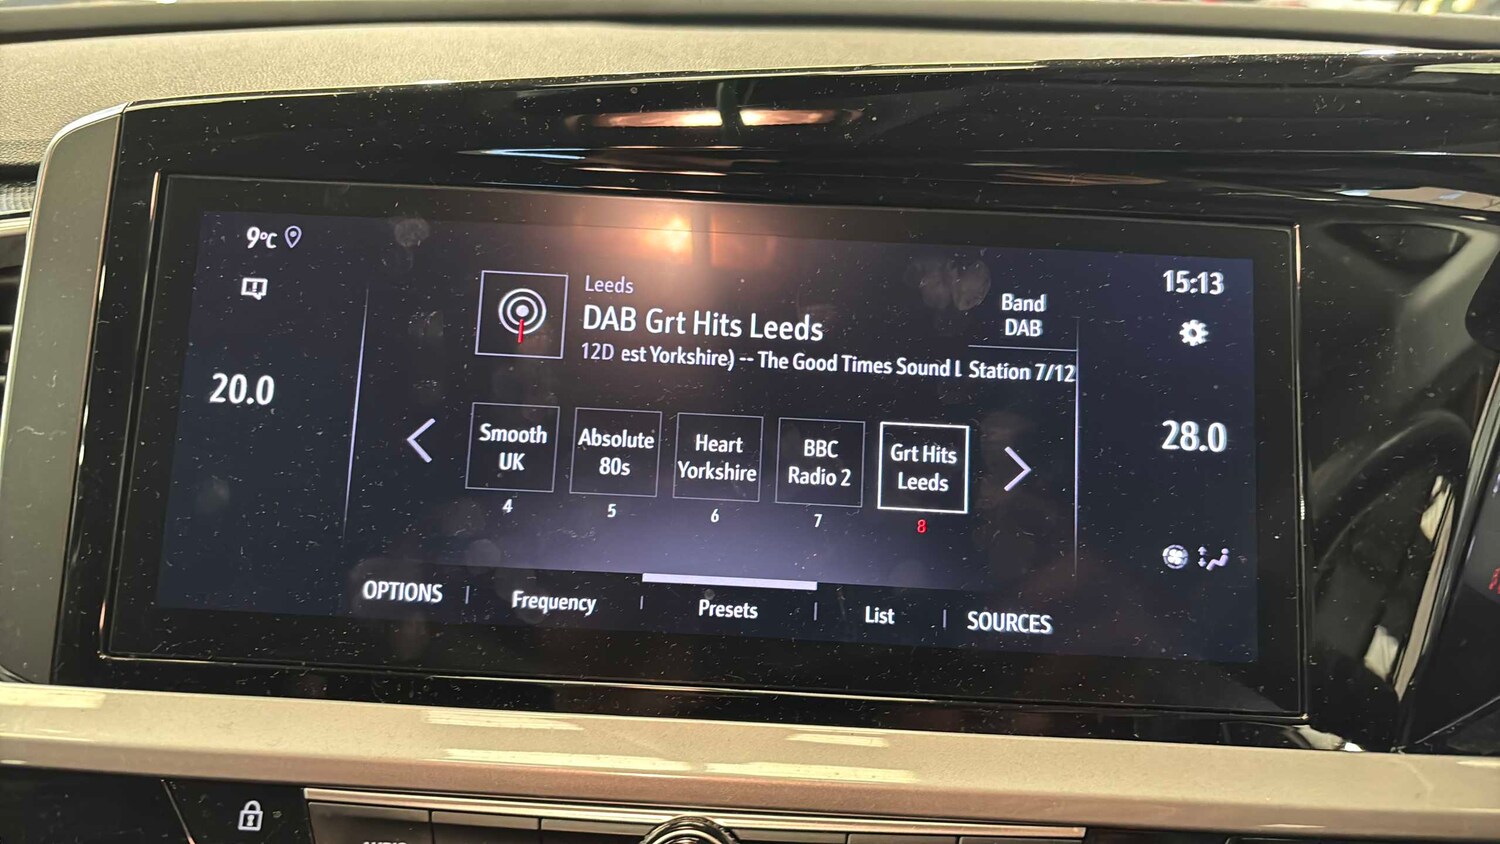 9°C
15:13
Leeds
DAB Grt Hits Leeds
12D est Yorkshire) -- The Good Times Sound L Station 7/12
Band
DAB
20.0
28.0
Smooth
UK
4
Absolute
80s
5
Heart
Yorkshire
6
BBC
Radio 2
7
Grt Hits
Leeds
8
OPTIONS | Frequency | Presets | List | SOURCES